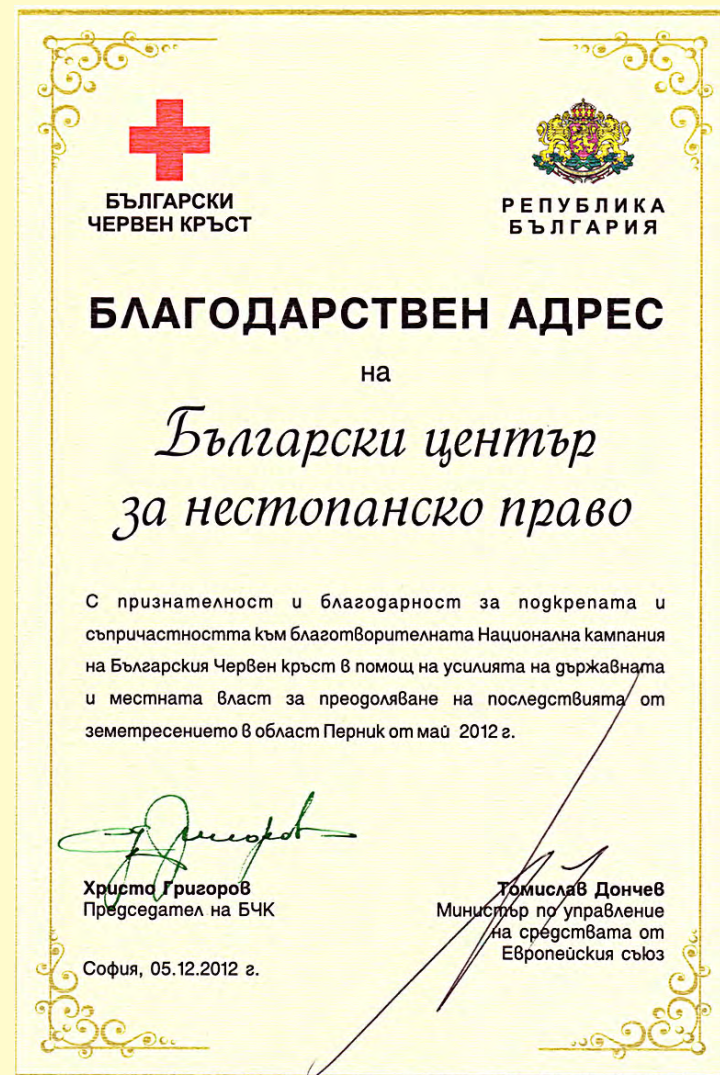 БЪЛГАРСКИ
ЧЕРВЕН КРЪСТ
РЕПУБЛИКА
БЪЛГАРИЯ
БЛАГОДАРСТВЕН АДРЕС
на
Български център
за нестопанско право
С признателност и благодарност за подкрепата и
съпричастността към благотворителната Национална кампания
на Българския Червен кръст в помощ на усилията на държавната
и местната власт за преодоляване на последствията от
земетресението в област Перник от май 2012 г.
Христо Григоров
Председател на БЧК
Томислав Дончев
Министър по управление
на средствата от
Европейския съюз
София, 05.12.2012 г.